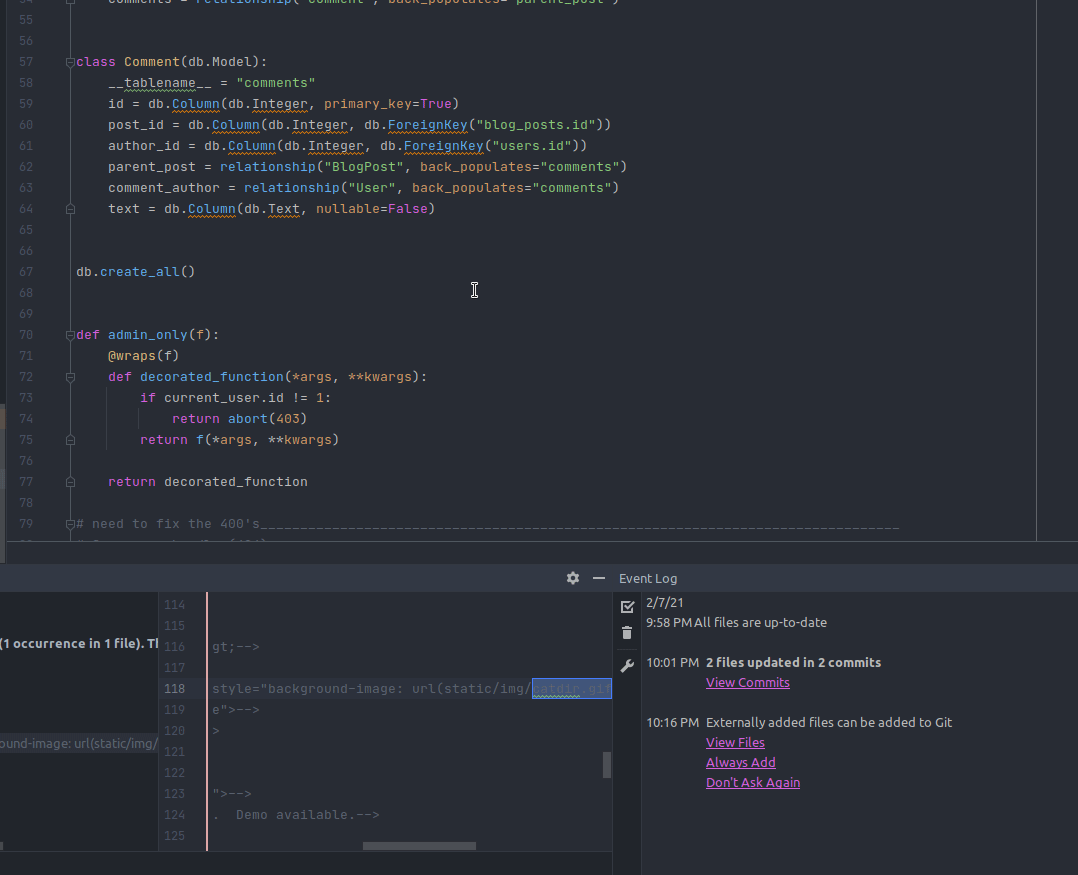 54 comments = relationship("Comment", back_populates="parent_post")
55
56
57 class Comment(db.Model):
58 __tablename__ = "comments"
59 id = db.Column(db.Integer, primary_key=True)
60 post_id = db.Column(db.Integer, db.ForeignKey("blog_posts.id"))
61 author_id = db.Column(db.Integer, db.ForeignKey("users.id"))
62 parent_post = relationship("BlogPost", back_populates="comments")
63 comment_author = relationship("User", back_populates="comments")
64 text = db.Column(db.Text, nullable=False)
65
66
67 db.create_all()
68
69
70 def admin_only(f):
71 @wraps(f)
72 def decorated_function(*args, **kwargs):
73 if current_user.id != 1:
74 return abort(403)
75 return f(*args, **kwargs)
76
77 return decorated_function
78
79 # need to fix the 400's________________________________________________________________________________
(1 occurrence in 1 file). Th
ound-image: url(static/img/
114
115
116 gt;-->
117
118 style="background-image: url(static/img/catdir.gif
119 e">-->
120 >
121
122
123 ">-->
124 .  Demo available.-->
125
Event Log
2/7/21
9:58 PM All files are up-to-date
10:01 PM 2 files updated in 2 commits
View Commits
10:16 PM Externally added files can be added to Git
View Files
Always Add
Don't Ask Again